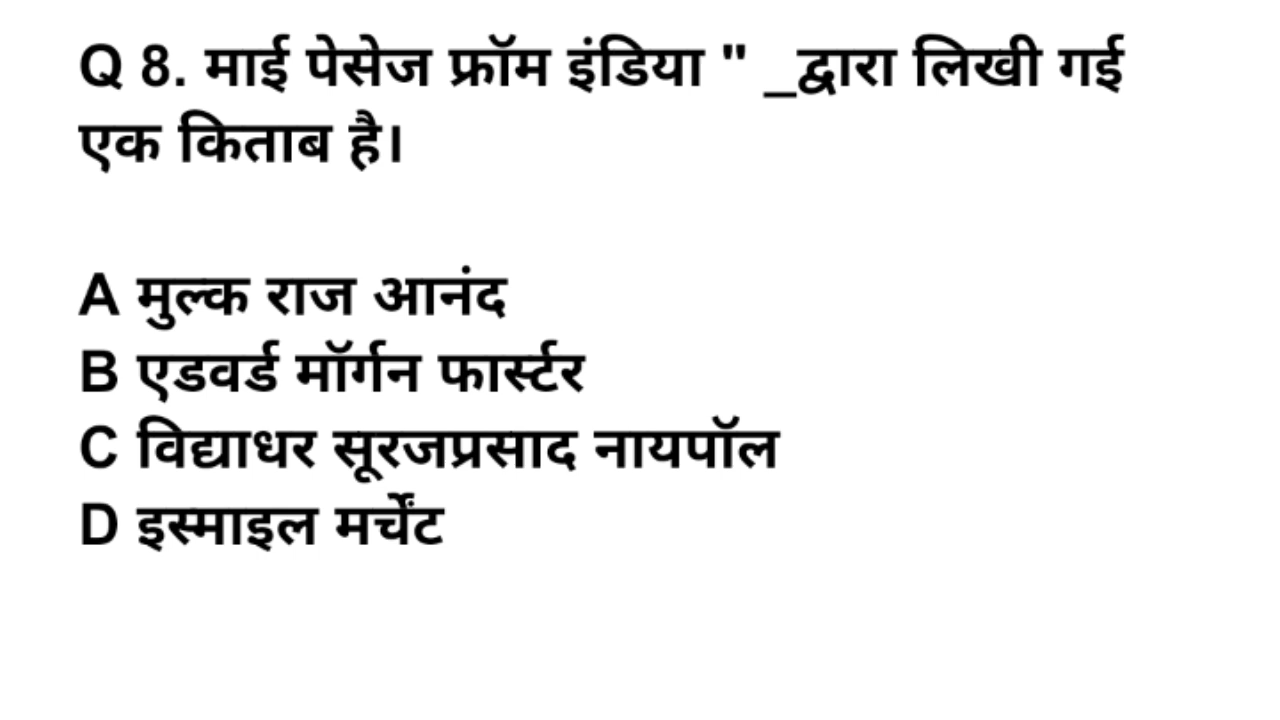 Q 8. माई पेसेज फ्रॉम इंडिया " _द्वारा लिखी गई
एक किताब है।
A मुल्क राज आनंद
B एडवर्ड मॉर्गन फार्स्टर
C विद्याधर सूरजप्रसाद नायपॉल
D इस्माइल मर्चेंट